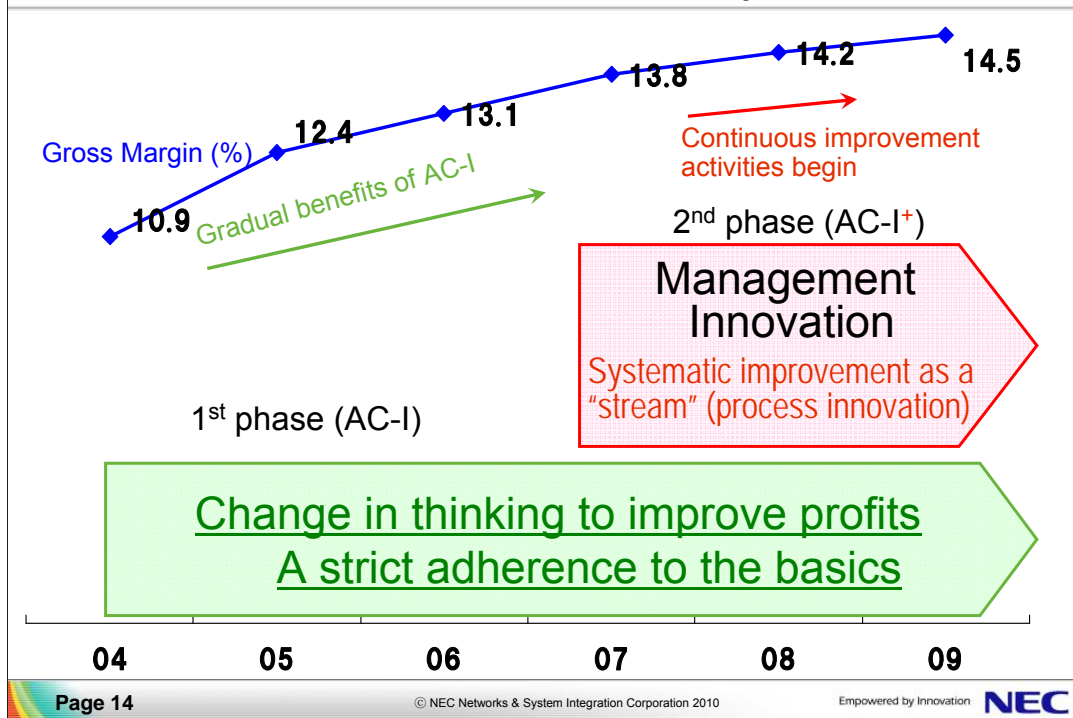 14.5
14.2
13.8
13.1
12.4
10.9
Gross Margin (%)
Gradual benefits of AC-I
Continuous improvement
activities begin
2nd phase (AC-I+)
Management
Innovation
Systematic improvement as a
"stream" (process innovation)
1st phase (AC-I)
Change in thinking to improve profits
A strict adherence to the basics
04 05 06 07 08 09
Page 14 © NEC Networks & System Integration Corporation 2010 Empowered by Innovation NEC